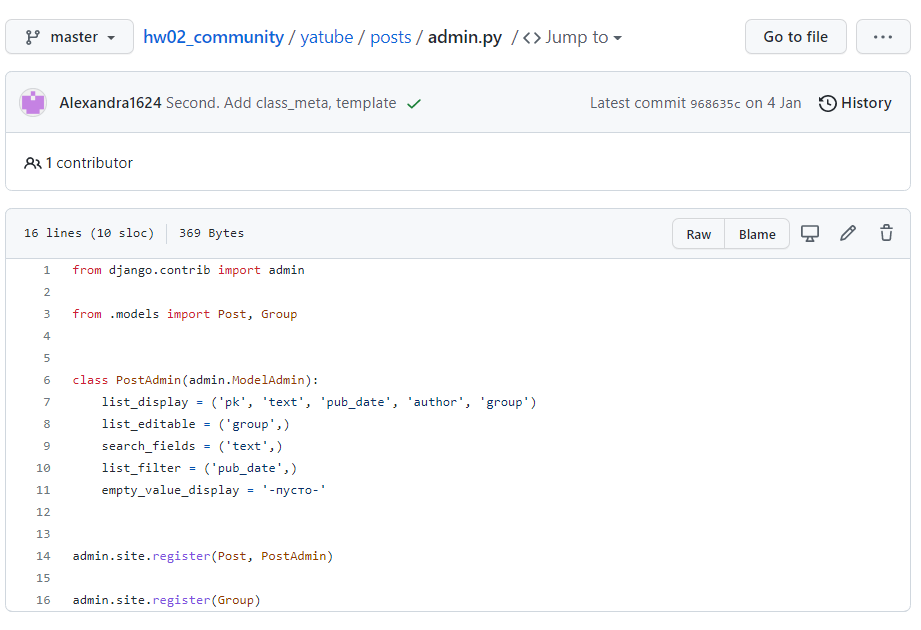 master hw02_community / yatube / posts / admin.py / <> Jump to Go to file ...
Alexandra1624 Second. Add class_meta, template Latest commit 968635c on 4 Jan History
1 contributor
16 lines (10 sloc) 369 Bytes Raw Blame
1 from django.contrib import admin
2
3 from .models import Post, Group
4
5
6 class PostAdmin(admin.ModelAdmin):
7     list_display = ('pk', 'text', 'pub_date', 'author', 'group')
8     list_editable = ('group',)
9     search_fields = ('text',)
10     list_filter = ('pub_date',)
11     empty_value_display = '-пусто-'
12
13
14 admin.site.register(Post, PostAdmin)
15
16 admin.site.register(Group)